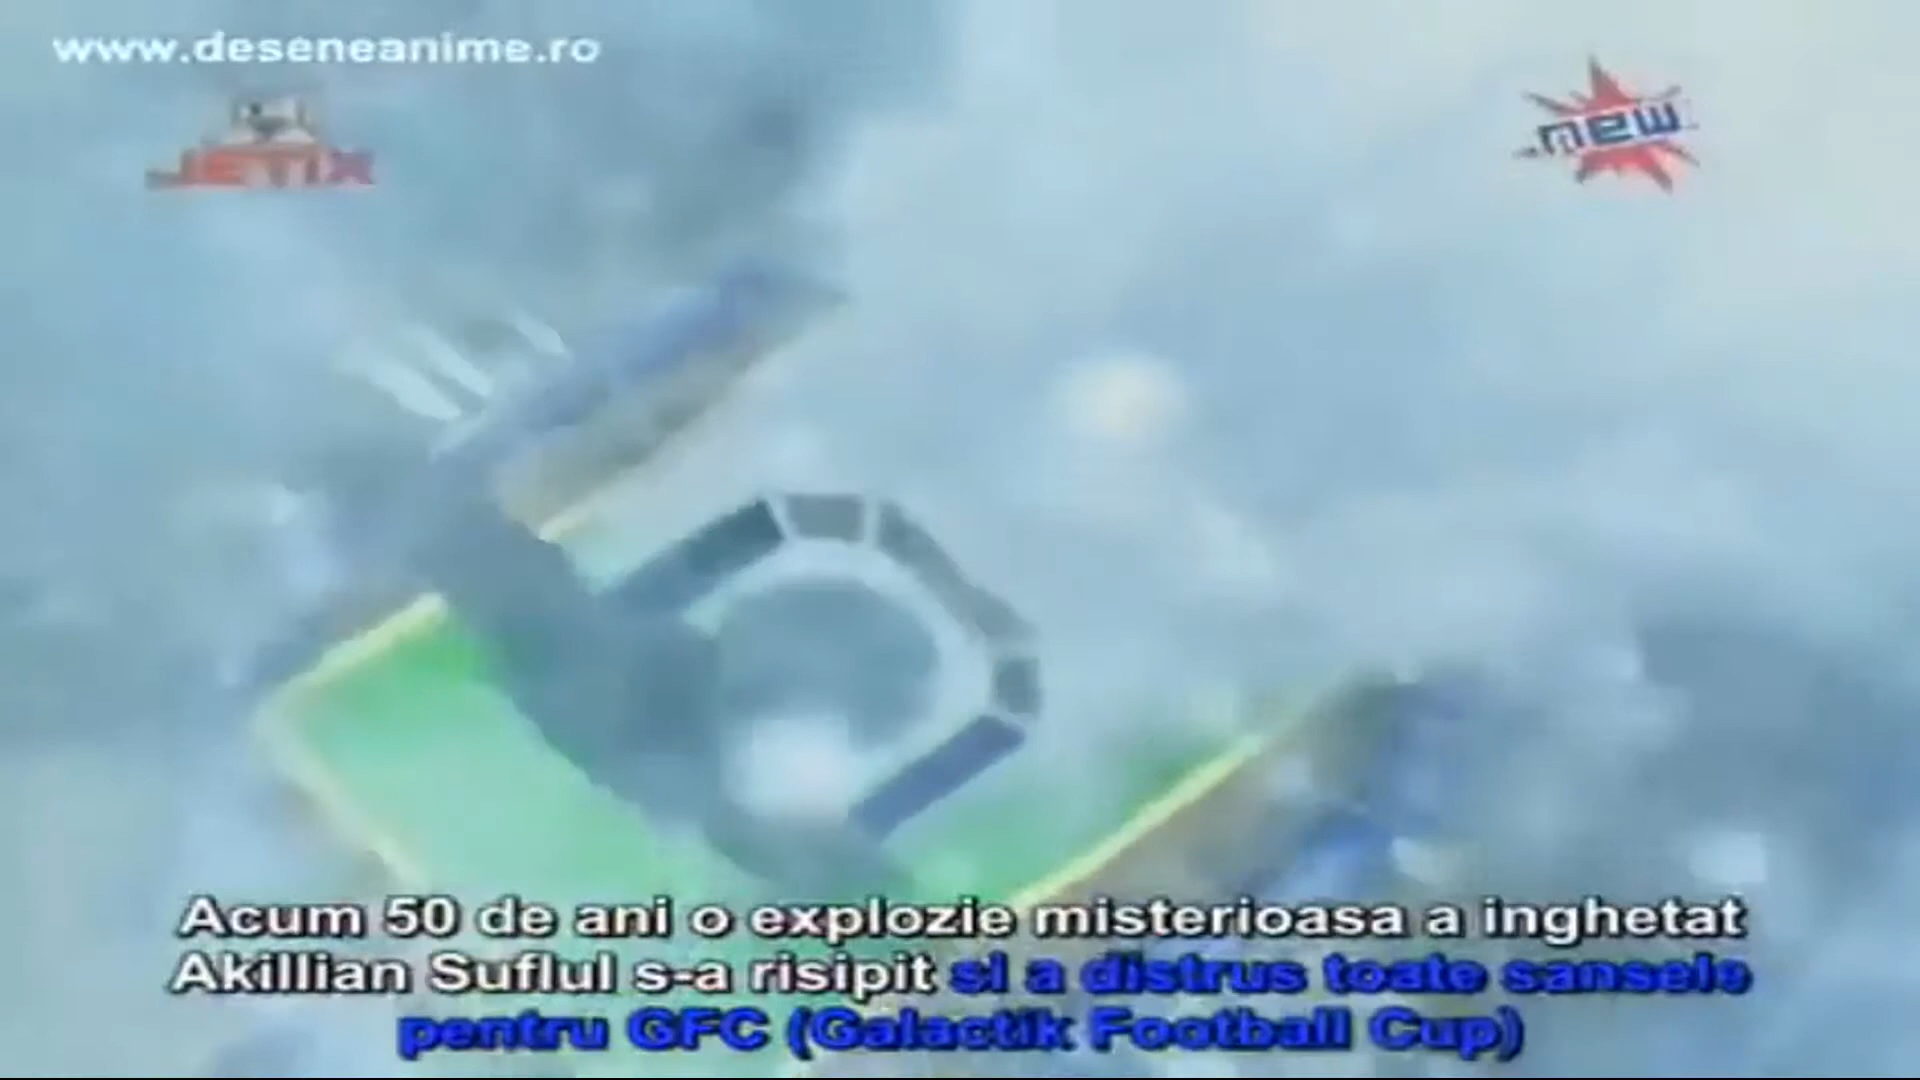 www.deseneanime.ro
JETIX
new
Acum 50 de ani o explozie misterioasa a inghetat
Akillian Suflul s-a risipit si a distrus toate sansele
pentru GFC (Galactik Football Cup)